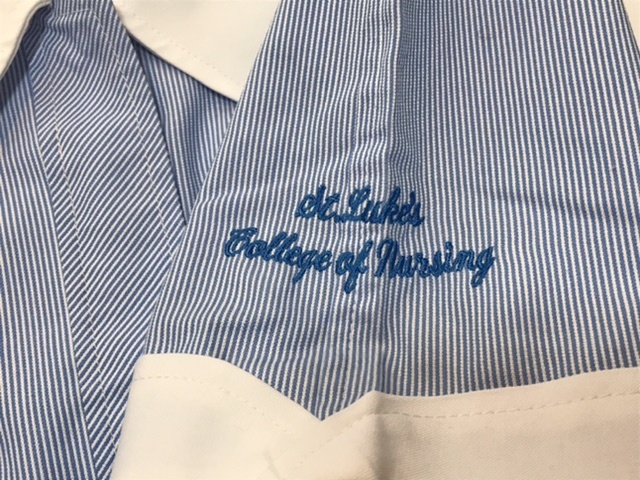 St. Luke's
College of Nursing